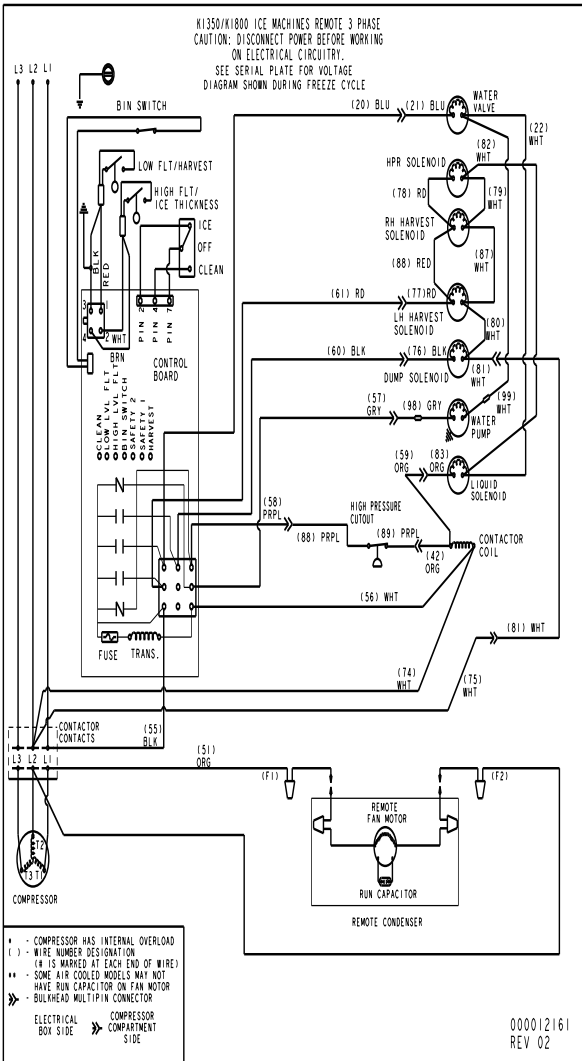 K1350/K1800 ICE MACHINES REMOTE 3 PHASE
CAUTION: DISCONNECT POWER BEFORE WORKING
ON ELECTRICAL CIRCUITRY.
SEE SERIAL PLATE FOR VOLTAGE
DIAGRAM SHOWN DURING FREEZE CYCLE
L3 L2 L1
BIN SWITCH
(20) BLU
(21) BLU
WATER
VALVE
(22)
WHT
(82)
WHT
HPR SOLENOID
LOW FLT/HARVEST
HIGH FLT/
ICE THICKNESS
(78) RD
(79)
WHT
RH HARVEST
SOLENOID
ICE
OFF
CLEAN
BLK
RED
(88) RED
(87)
WHT
(61) RD
(77)RD
LH HARVEST
SOLENOID
3 1
4 2
WHT
BRN
PIN 2
PIN 4
PIN 7
CONTROL
BOARD
(80)
WHT
(60) BLK
(76) BLK
DUMP SOLENOID
(81)
WHT
(99)
WHT
CLEAN
LOW LVL FLT
HIGH LVL FLT
BIN SWITCH
SAFETY 2
SAFETY 1
HARVEST
(57)
GRY
(98) GRY
WATER
PUMP
(59)
ORG
(83)
ORG
LIQUID
SOLENOID
(58)
PRPL
HIGH PRESSURE
CUTOUT
(88) PRPL
(89) PRPL
(42)
ORG
CONTACTOR
COIL
(56) WHT
FUSE
TRANS.
(81) WHT
(74)
WHT
(75)
WHT
CONTACTOR
CONTACTS
(55)
BLK
L3 L2 L1
(51)
ORG
(F1)
(F2)
REMOTE
FAN MOTOR
T2
T3 T1
COMPRESSOR
RUN CAPACITOR
REMOTE CONDENSER
* - COMPRESSOR HAS INTERNAL OVERLOAD
( ) - WIRE NUMBER DESIGNATION
(# IS MARKED AT EACH END OF WIRE)
** - SOME AIR COOLED MODELS MAY NOT
HAVE RUN CAPACITOR ON FAN MOTOR
- BULKHEAD MULTIPIN CONNECTOR
ELECTRICAL
BOX SIDE
COMPRESSOR
COMPARTMENT
SIDE
000012161
REV 02